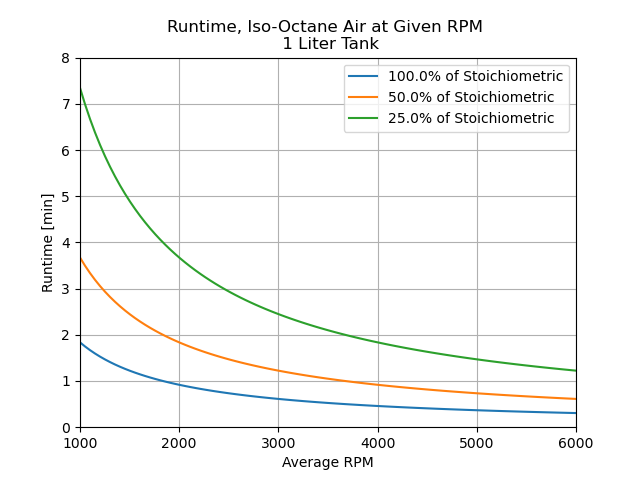 Runtime, Iso-Octane Air at Given RPM
1 Liter Tank
100.0% of Stoichiometric
50.0% of Stoichiometric
25.0% of Stoichiometric
8
7
6
5
4
3
2
1
0
Runtime [min]
1000 2000 3000 4000 5000 6000
Average RPM